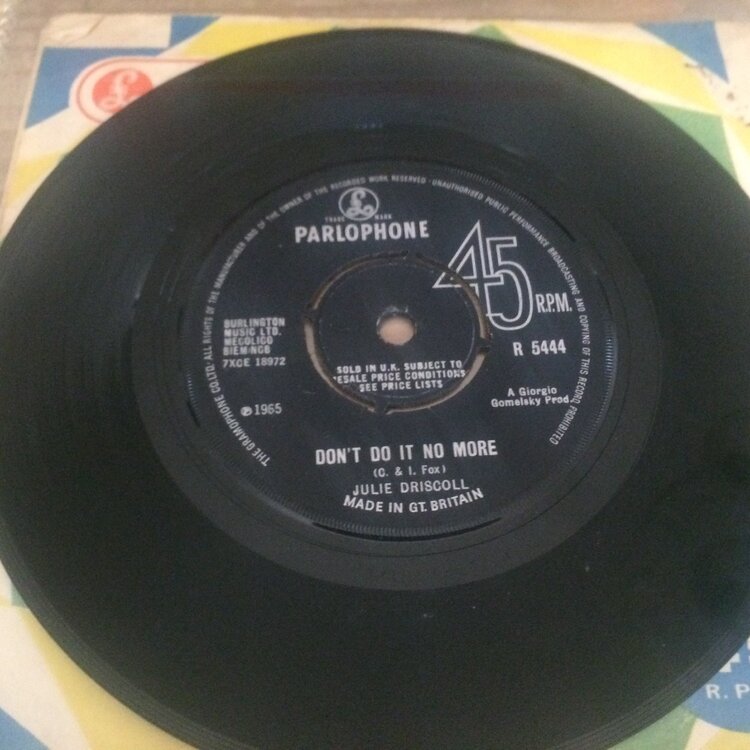 THE GRAMOPHONE CO. LTD. ALL RIGHTS OF THE MANUFACTURER AND OF THE OWNER OF THE RECORDED WORK RESERVED · UNAUTHORISED PUBLIC PERFORMANCE BROADCASTING AND COPYING OF THIS RECORD PROHIBITED
£
TRADE MARK
PARLOPHONE
45 R.P.M.
BURLINGTON
MUSIC LTD.
MECOLICO
BIEM/NCB
7XCE 18972
R 5444
SOLD IN U.K. SUBJECT TO
ESALE PRICE CONDITIONS
SEE PRICE LISTS
A Giorgio
Gomelsky Prod.
℗ 1965
DON'T DO IT NO MORE
(C. & I. Fox)
JULIE DRISCOLL
MADE IN GT. BRITAIN
R. P